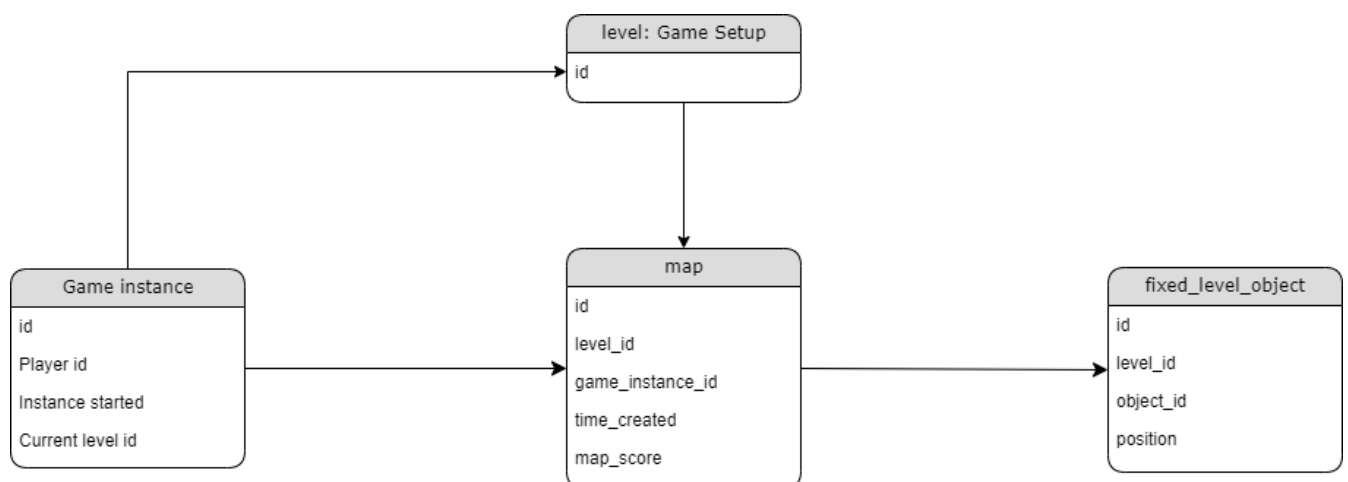 level: Game Setup
id
Game instance
id
Player id
Instance started
Current level id
map
id
level_id
game_instance_id
time_created
map_score
fixed_level_object
id
level_id
object_id
position